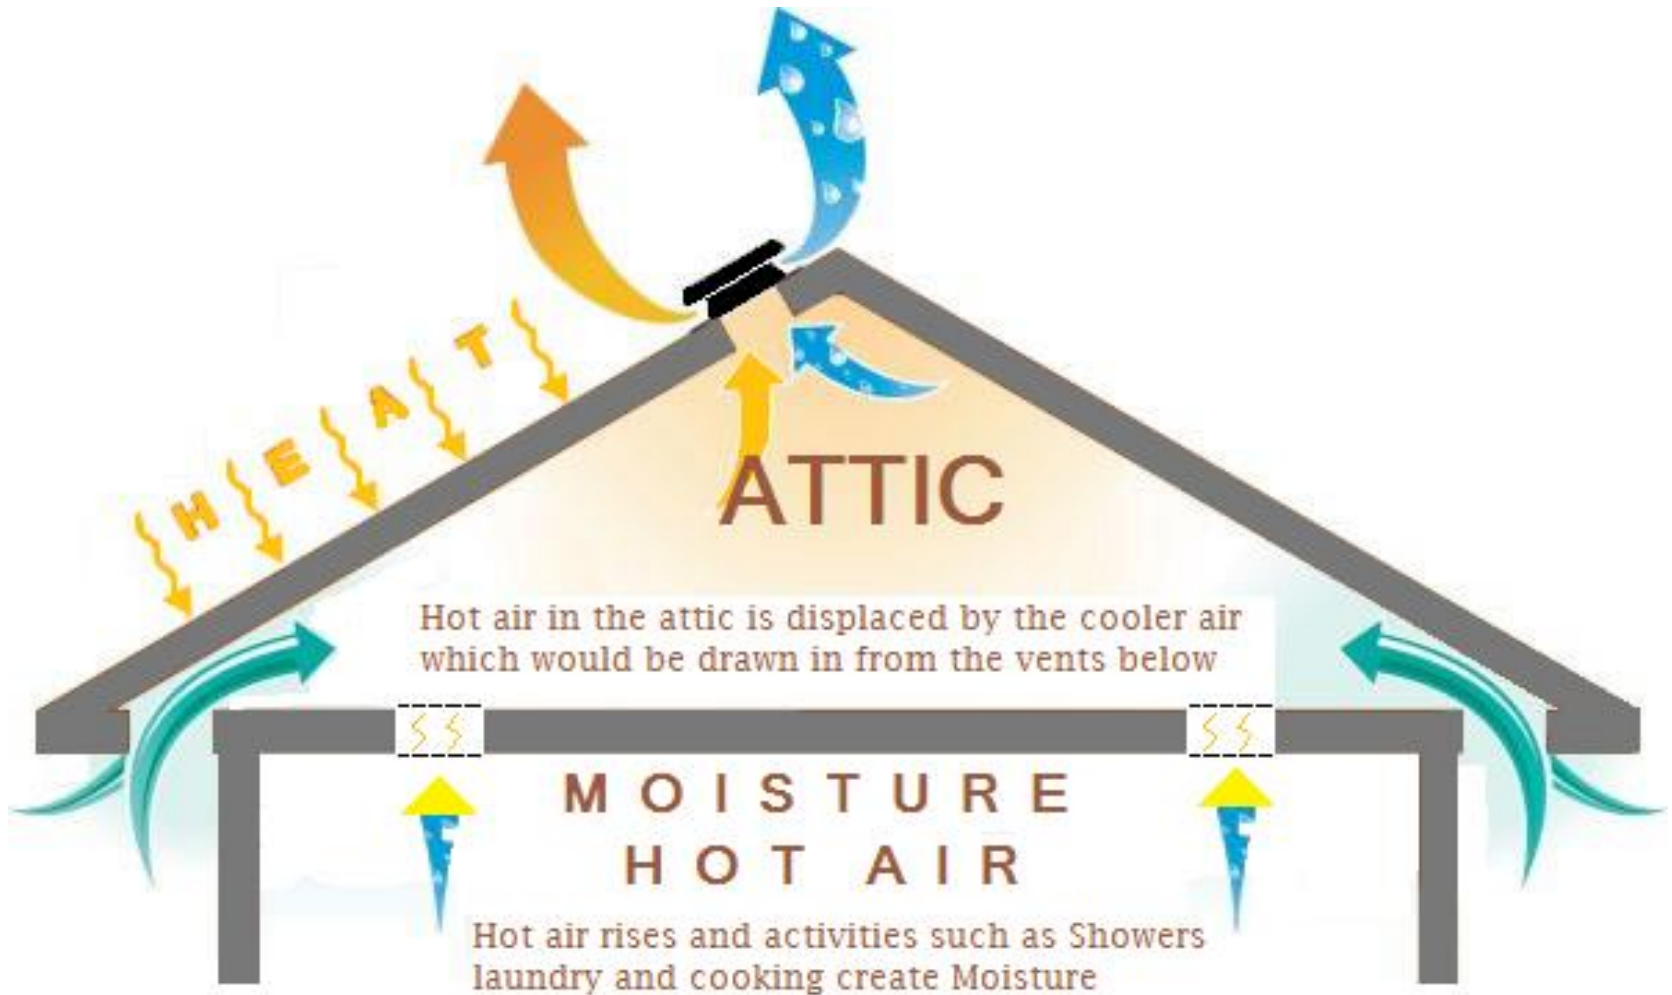 HEAT
ATTIC
Hot air in the attic is displaced by the cooler air
which would be drawn in from the vents below
MOISTURE
HOT AIR
Hot air rises and activities such as Showers
laundry and cooking create Moisture